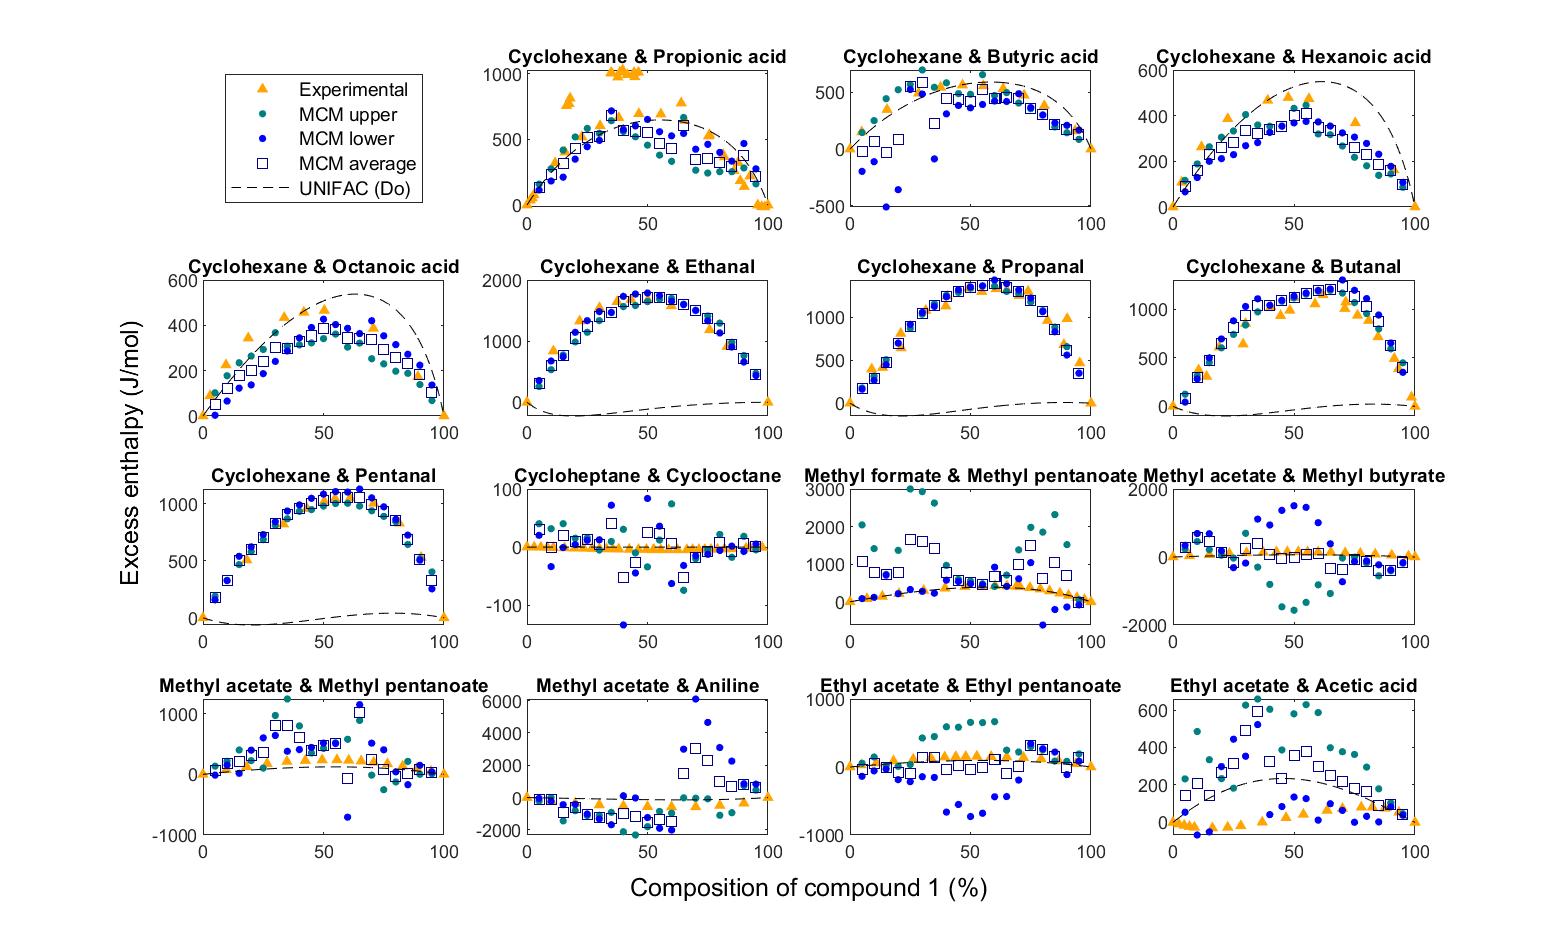 Experimental
MCM upper
MCM lower
MCM average
UNIFAC (Do)
Cyclohexane & Propionic acid
1000
500
0
0 50 100
Cyclohexane & Butyric acid
500
0
-500
0 50 100
Cyclohexane & Hexanoic acid
600
400
200
0
0 50 100
Cyclohexane & Octanoic acid
600
400
200
0
0 50 100
Cyclohexane & Ethanal
2000
1000
0
0 50 100
Cyclohexane & Propanal
1000
500
0
0 50 100
Cyclohexane & Butanal
1000
500
0
0 50 100
Excess enthalpy (J/mol)
Cyclohexane & Pentanal
1000
500
0
0 50 100
Cycloheptane & Cyclooctane
100
0
-100
0 50 100
Methyl formate & Methyl pentanoate
3000
2000
1000
0
0 50 100
Methyl acetate & Methyl butyrate
2000
0
-2000
0 50 100
Methyl acetate & Methyl pentanoate
1000
0
-1000
0 50 100
Methyl acetate & Aniline
6000
4000
2000
0
-2000
0 50 100
Ethyl acetate & Ethyl pentanoate
1000
0
-1000
0 50 100
Ethyl acetate & Acetic acid
600
400
200
0
0 50 100
Composition of compound 1 (%)